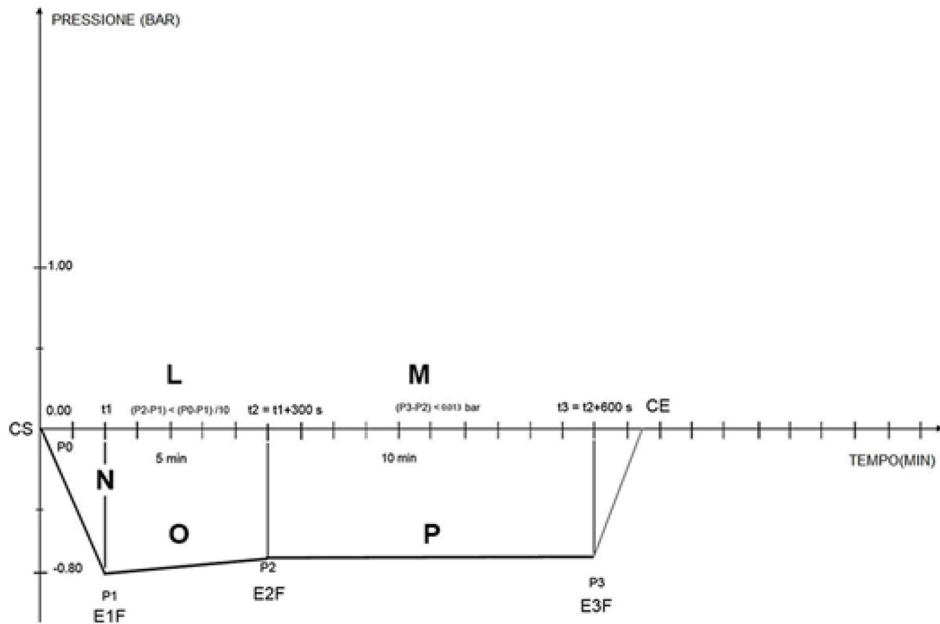 PRESSIONE (BAR)
1.00
L
M
0.00
t1
(P2-P1) < (P0-P1) /10
t2 = t1+300 s
(P3-P2) < 0.013 bar
t3 = t2+600 s
CE
CS
P0
5 min
10 min
TEMPO(MIN)
N
O
P
-0.80
P1
P2
P3
E1F
E2F
E3F